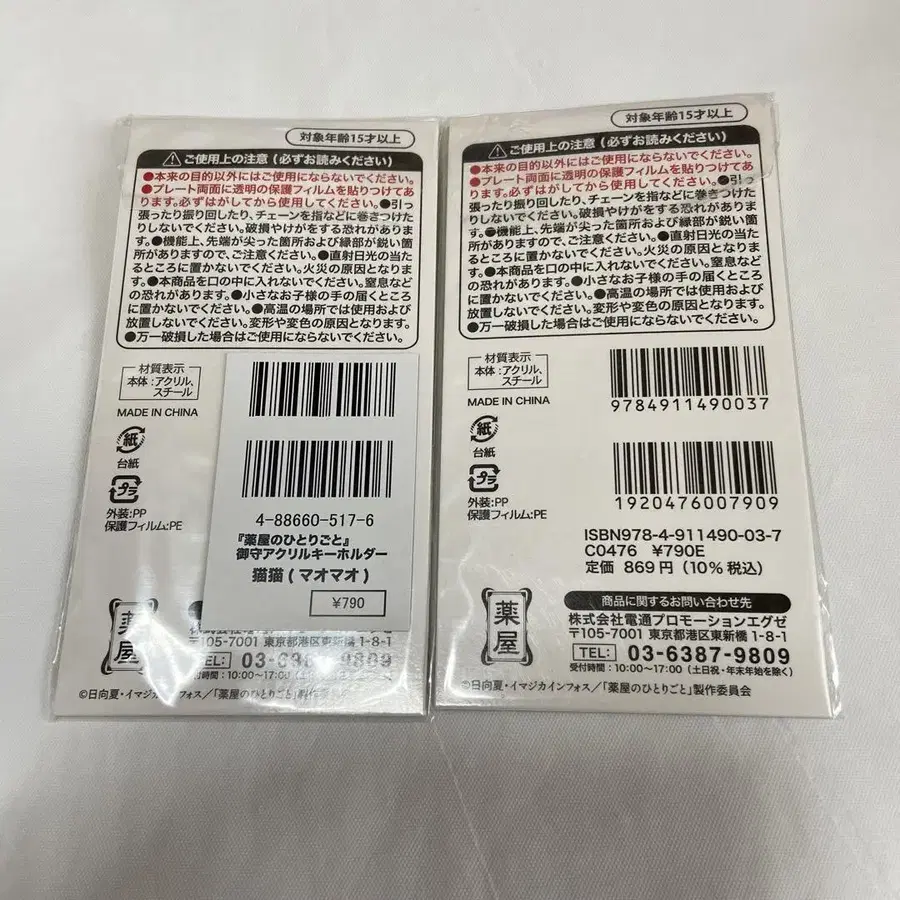 対象年齢15才以上
ご使用上の注意(必ずお読みください)
●本来の目的以外にはご使用にならないでください。
●プレート両面に透明の保護フィルムを貼りつけてあ
ります。必ずはがしてから使用してください。●引っ
張ったり振り回したり、チェーンを指などに巻きつけた
りしないでください。破損やけがをする恐れがありま
す。●機能上、先端が尖った箇所および縁部が鋭い箇
所がありますので、ご注意ください。●直射日光の当た
るところに置かないでください。火災の原因となりま
す。●本商品を口の中に入れないでください。窒息など
の恐れがあります。●小さなお子様の手の届くところ
に置かないでください。●高温の場所では使用および
放置しないでください。変形や変色の原因となります。
●万一破損した場合はご使用にならないでください。
材質表示
本体:アクリル、
スチール
MADE IN CHINA
紙
台紙
プラ
外装:PP
保護フィルム:PE
4-88660-517-6
『薬屋のひとりごと』
御守アクリルキーホルダー
猫猫(マオマオ)
¥790
薬屋
株式会社
〒105-7001 東京都港区東新橋1-8-1
TEL: 03-6387-9809
受付時間:10:00~17:00(土日祝・年末年始を除く)
©日向夏・イマジカインフォス/「薬屋のひとりごと」製作委員会
対象年齢15才以上
ご使用上の注意(必ずお読みください)
●本来の目的以外にはご使用にならないでください。
●プレート両面に透明の保護フィルムを貼りつけてあ
ります。必ずはがしてから使用してください。●引っ
張ったり振り回したり、チェーンを指などに巻きつけた
りしないでください。破損やけがをする恐れがありま
す。●機能上、先端が尖った箇所および縁部が鋭い箇
所がありますので、ご注意ください。●直射日光の当た
るところに置かないでください。火災の原因となりま
す。●本商品を口の中に入れないでください。窒息など
の恐れがあります。●小さなお子様の手の届くところ
に置かないでください。●高温の場所では使用および
放置しないでください。変形や変色の原因となります。
●万一破損した場合はご使用にならないでください。
材質表示
本体:アクリル、
スチール
MADE IN CHINA
紙
台紙
プラ
外装:PP
保護フィルム:PE
9784911490037
1920476007909
ISBN978-4-911490-03-7
C0476 ¥790E
定価 869円(10%税込)
薬屋
商品に関するお問い合わせ先
株式会社電通プロモーションエグゼ
〒105-7001 東京都港区東新橋1-8-1
TEL: 03-6387-9809
受付時間:10:00~17:00(土日祝・年末年始を除く)
©日向夏・イマジカインフォス/「薬屋のひとりごと」製作委員会